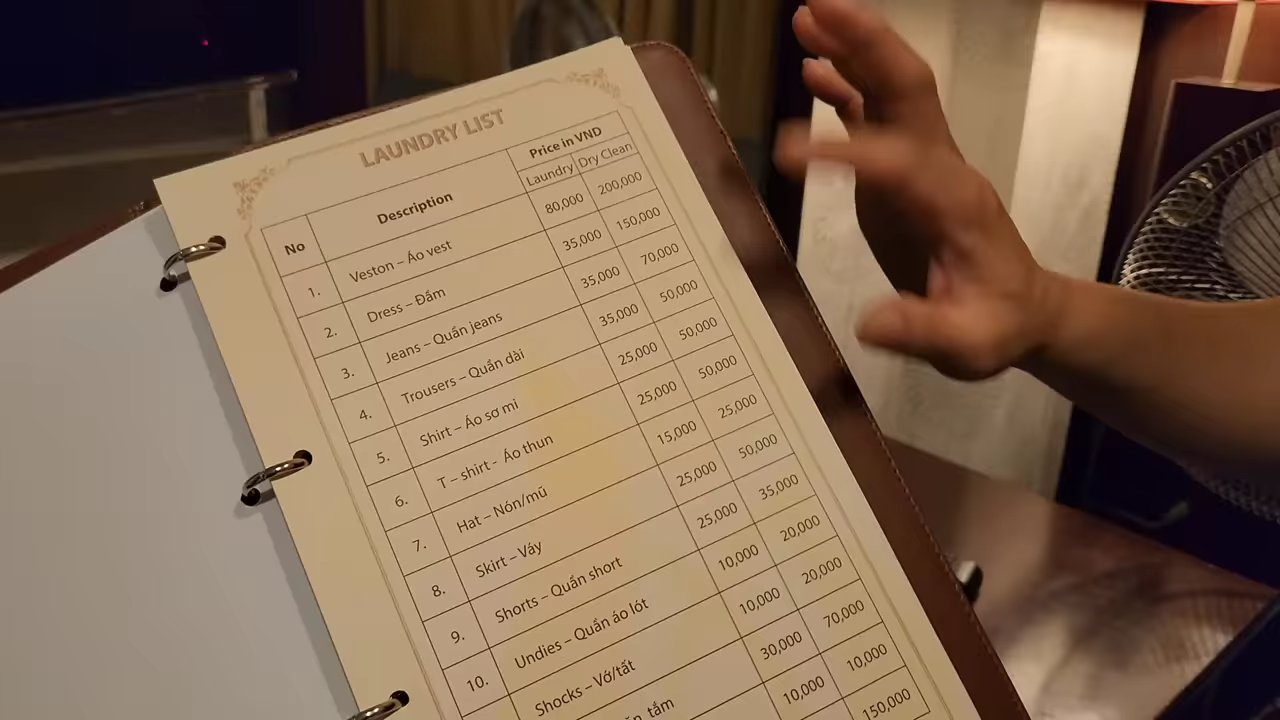 LAUNDRY LIST
No Description Price in VND
Laundry Dry Clean
1. Veston – Áo vest 80,000 200,000
2. Dress – Đầm 35,000 150,000
3. Jeans – Quần jeans 35,000 70,000
4. Trousers – Quần dài 35,000 50,000
5. Shirt – Áo sơ mi 25,000 50,000
6. T – shirt - Áo thun 25,000 50,000
7. Hat – Nón/mũ 15,000 25,000
8. Skirt – Váy 25,000 50,000
9. Shorts – Quần short 25,000 35,000
10. Undies – Quần áo lót 10,000 20,000
Shocks – Vớ/tất 10,000 20,000
tắm 30,000 70,000
10,000 10,000
150,000